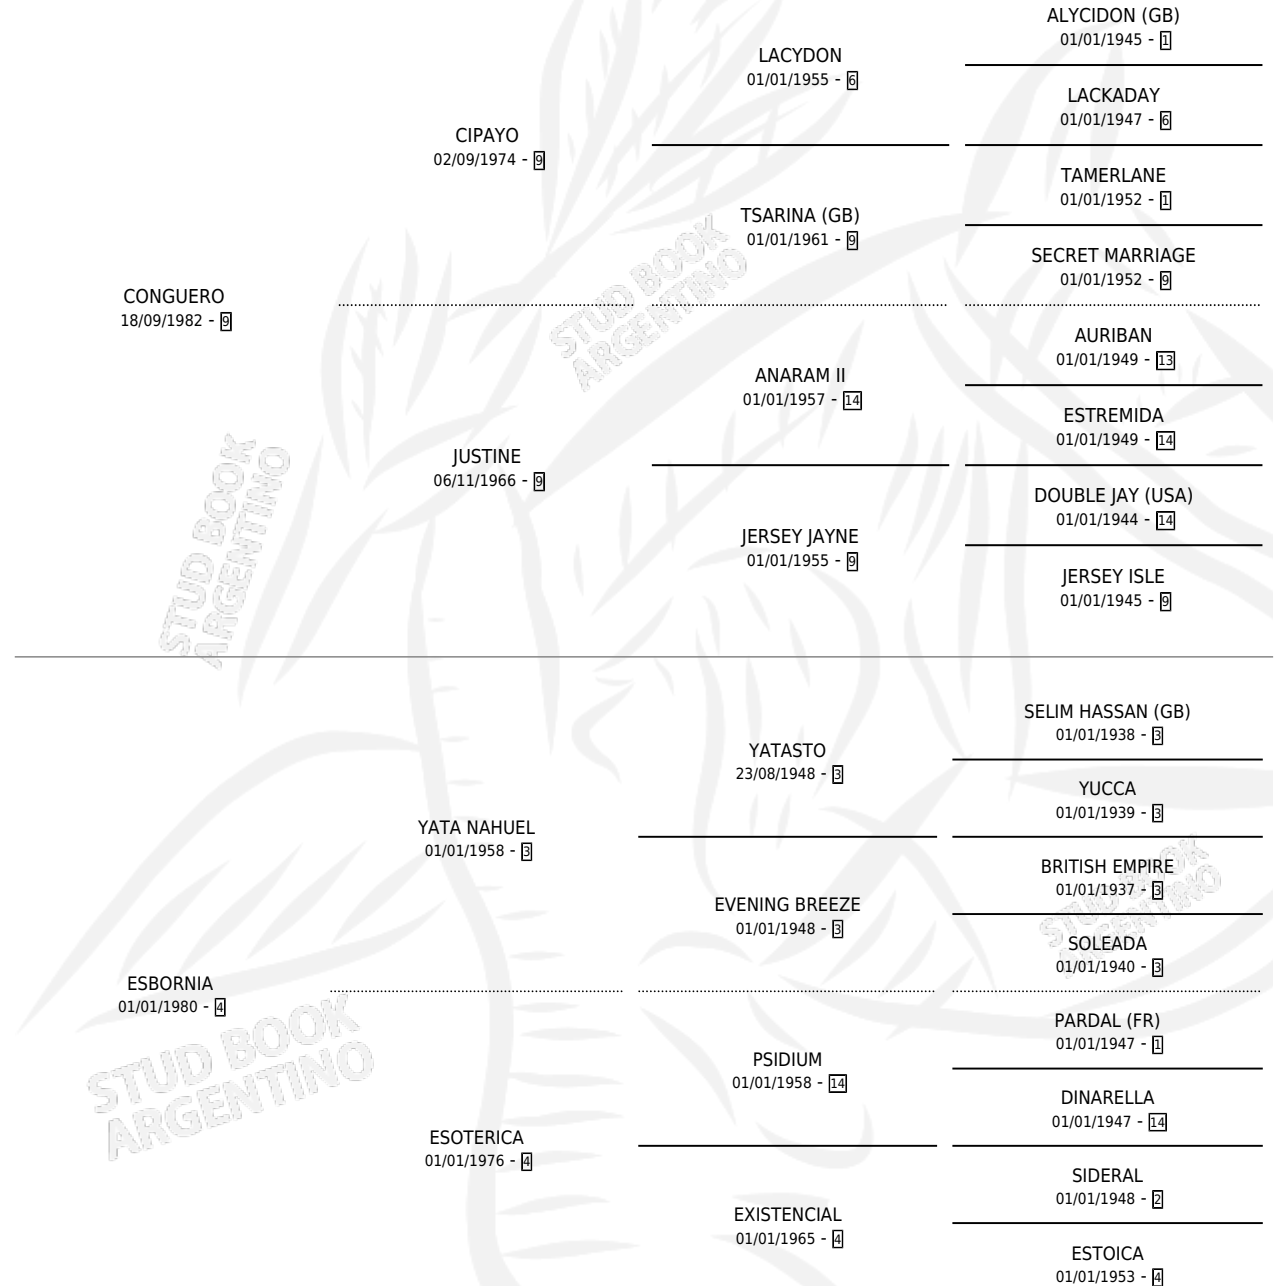 ALYCIDON (GB)
01/01/1945 - 1
LACYDON
01/01/1955 - 6
LACKADAY
01/01/1947 - 6
CIPAYO
02/09/1974 - 9
TAMERLANE
01/01/1952 - 1
TSARINA (GB)
01/01/1961 - 9
SECRET MARRIAGE
01/01/1952 - 9
CONGUERO
18/09/1982 - 9
STUD BOOK
ARGENTINO
AURIBAN
01/01/1949 - 13
ANARAM II
01/01/1957 - 14
ESTREMIDA
01/01/1949 - 14
JUSTINE
06/11/1966 - 9
DOUBLE JAY (USA)
01/01/1944 - 14
JERSEY JAYNE
01/01/1955 - 9
JERSEY ISLE
01/01/1945 - 9
STUD BOOK
ARGENTINO
SELIM HASSAN (GB)
01/01/1938 - 3
YATASTO
23/08/1948 - 3
YUCCA
01/01/1939 - 3
YATA NAHUEL
01/01/1958 - 3
BRITISH EMPIRE
01/01/1937 - 3
EVENING BREEZE
01/01/1948 - 3
SOLEADA
01/01/1940 - 3
STUD BOOK
ARGENTINO
ESBORNIA
01/01/1980 - 4
PARDAL (FR)
01/01/1947 - 1
PSIDIUM
01/01/1958 - 14
DINARELLA
01/01/1947 - 14
STUD BOOK
ARGENTINO
ESOTERICA
01/01/1976 - 4
SIDERAL
01/01/1948 - 2
EXISTENCIAL
01/01/1965 - 4
ESTOICA
01/01/1953 - 4